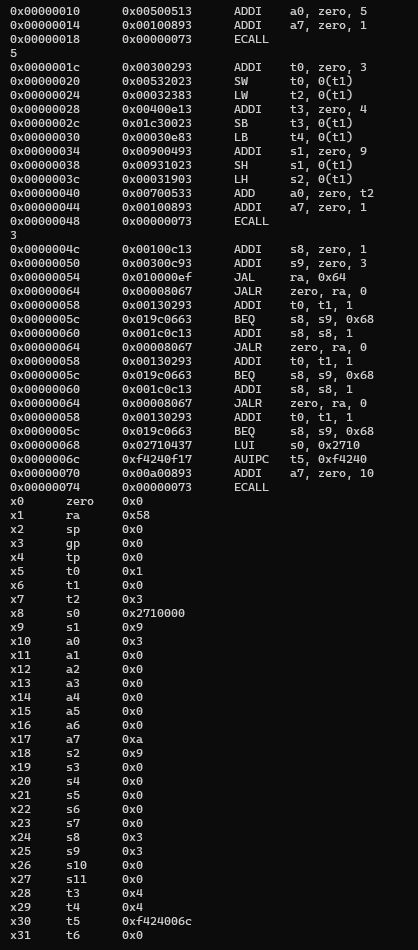 0x00000010 0x00500513 ADDI a0, zero, 5
0x00000014 0x00100893 ADDI a7, zero, 1
0x00000018 0x00000073 ECALL
5
0x0000001c 0x00300293 ADDI t0, zero, 3
0x00000020 0x00532023 SW t0, 0(t1)
0x00000024 0x00032383 LW t2, 0(t1)
0x00000028 0x00400e13 ADDI t3, zero, 4
0x0000002c 0x01c30023 SB t3, 0(t1)
0x00000030 0x00030e83 LB t4, 0(t1)
0x00000034 0x00900493 ADDI s1, zero, 9
0x00000038 0x00931023 SH s1, 0(t1)
0x0000003c 0x00031903 LH s2, 0(t1)
0x00000040 0x00700533 ADD a0, zero, t2
0x00000044 0x00100893 ADDI a7, zero, 1
0x00000048 0x00000073 ECALL
3
0x0000004c 0x00100c13 ADDI s8, zero, 1
0x00000050 0x00300c93 ADDI s9, zero, 3
0x00000054 0x010000ef JAL ra, 0x64
0x00000064 0x00008067 JALR zero, ra, 0
0x00000058 0x00130293 ADDI t0, t1, 1
0x0000005c 0x019c0663 BEQ s8, s9, 0x68
0x00000060 0x001c0c13 ADDI s8, s8, 1
0x00000064 0x00008067 JALR zero, ra, 0
0x00000058 0x00130293 ADDI t0, t1, 1
0x0000005c 0x019c0663 BEQ s8, s9, 0x68
0x00000060 0x001c0c13 ADDI s8, s8, 1
0x00000064 0x00008067 JALR zero, ra, 0
0x00000058 0x00130293 ADDI t0, t1, 1
0x0000005c 0x019c0663 BEQ s8, s9, 0x68
0x00000068 0x02710437 LUI s0, 0x2710
0x0000006c 0xf4240f17 AUIPC t5, 0xf4240
0x00000070 0x00a00893 ADDI a7, zero, 10
0x00000074 0x00000073 ECALL
x0 zero 0x0
x1 ra 0x58
x2 sp 0x0
x3 gp 0x0
x4 tp 0x0
x5 t0 0x1
x6 t1 0x0
x7 t2 0x3
x8 s0 0x2710000
x9 s1 0x9
x10 a0 0x3
x11 a1 0x0
x12 a2 0x0
x13 a3 0x0
x14 a4 0x0
x15 a5 0x0
x16 a6 0x0
x17 a7 0xa
x18 s2 0x9
x19 s3 0x0
x20 s4 0x0
x21 s5 0x0
x22 s6 0x0
x23 s7 0x0
x24 s8 0x3
x25 s9 0x3
x26 s10 0x0
x27 s11 0x0
x28 t3 0x4
x29 t4 0x4
x30 t5 0xf424006c
x31 t6 0x0